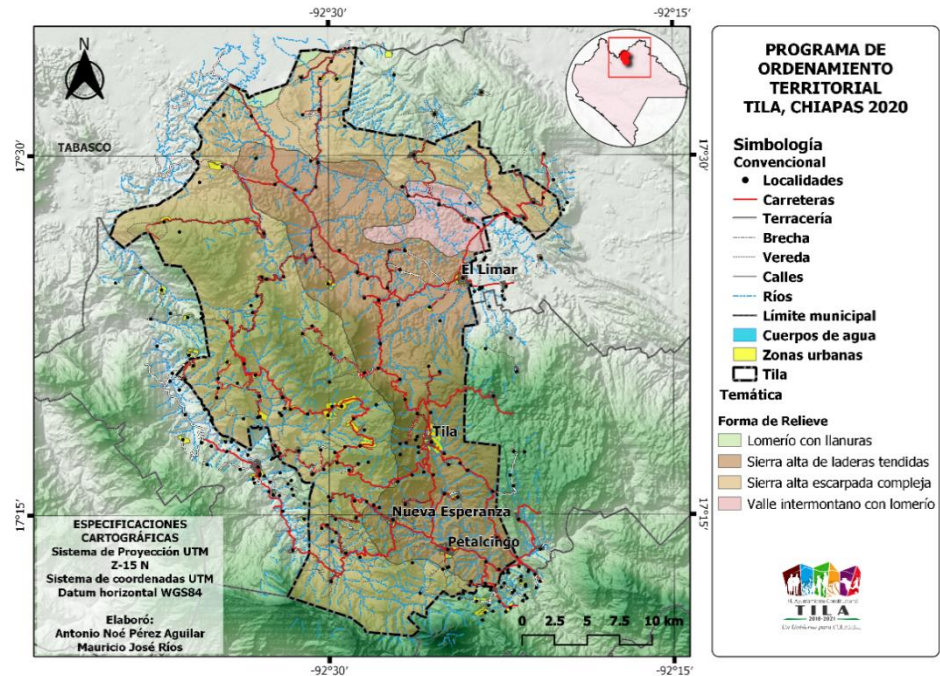 -92°30'
-92°15'
N
TABASCO
17°30'
17°30'
El Limar
Tila
Nueva Esperanza
Petalcingo
17°15'
17°15'
ESPECIFICACIONES
CARTOGRÁFICAS
Sistema de Proyección UTM
Z-15 N
Sistema de coordenadas UTM
Datum horizontal WGS84
Elaboró:
Antonio Noé Pérez Aguilar
Mauricio José Ríos
0 2.5 5 7.5 10 km
-92°30'
-92°15'
PROGRAMA DE
ORDENAMIENTO
TERRITORIAL
TILA, CHIAPAS 2020
Simbología
Convencional
Localidades
Carreteras
Terracería
Brecha
Vereda
Calles
Ríos
Límite municipal
Cuerpos de agua
Zonas urbanas
Tila
Temática
Forma de Relieve
Lomerío con llanuras
Sierra alta de laderas tendidas
Sierra alta escarpada compleja
Valle intermontano con lomerío
H. Ayuntamiento Constitucional
TILA
2018-2021